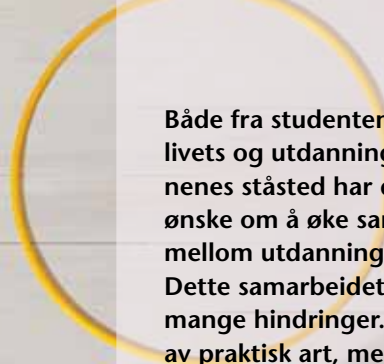 Både fra studenter
livets og utdanning
nenes ståsted har
ønske om å øke sa
mellom utdanning
Dette samarbeidet
mange hindringer.
av praktisk art, me